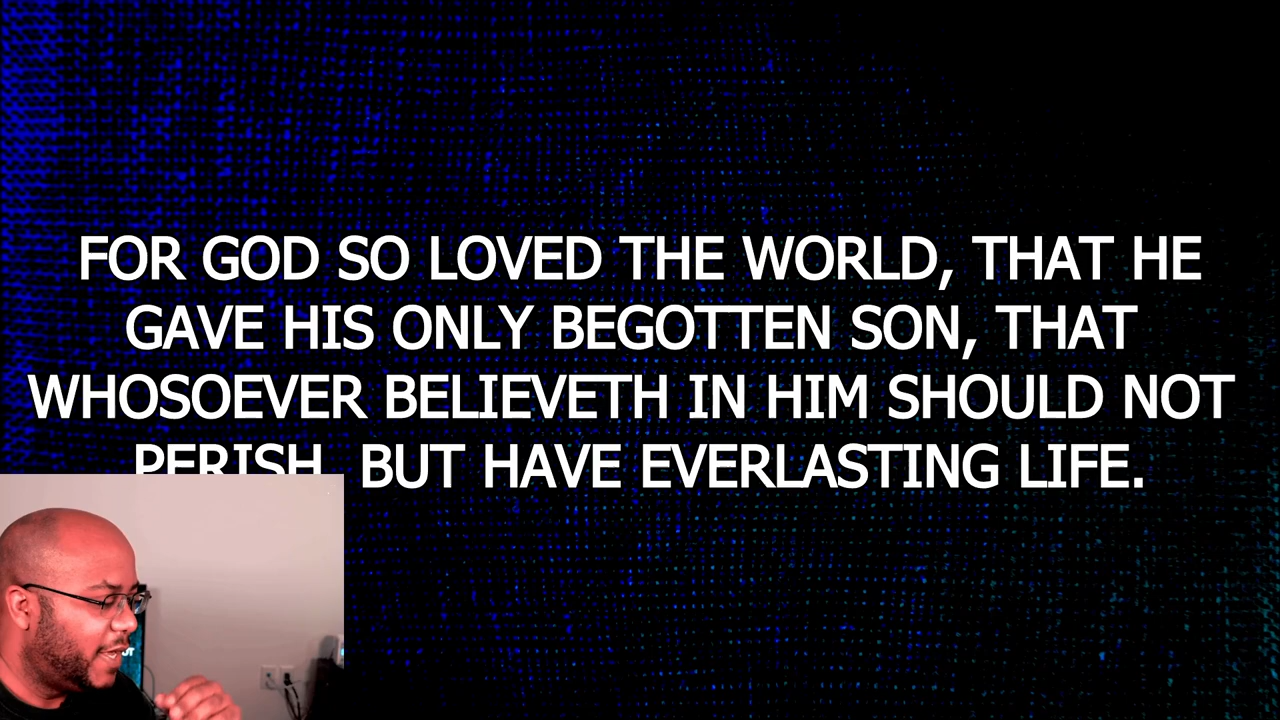 FOR GOD SO LOVED THE WORLD, THAT HE
GAVE HIS ONLY BEGOTTEN SON, THAT
WHOSOEVER BELIEVETH IN HIM SHOULD NOT
PERISH, BUT HAVE EVERLASTING LIFE.